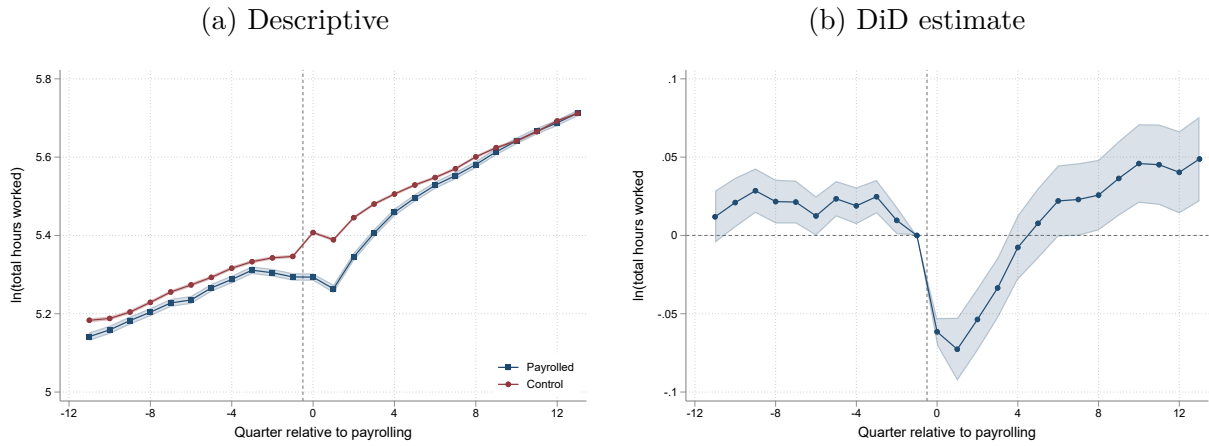 (a) Descriptive
5.8
5.6
5.4
5.2
5
ln(total hours worked)
-12 -8 -4 0 4 8 12
Quarter relative to payrolling
Payrolled
Control
(b) DiD estimate
.1
.05
0
-.05
-.1
ln(total hours worked
-12 -8 -4 0 4 8 12
Quarter relative to payrolling